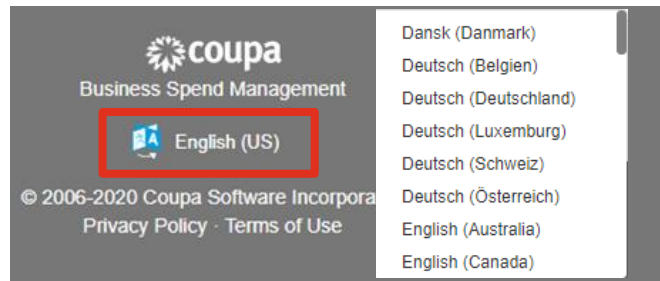 coupa
Business Spend Management
English (US)
© 2006-2020 Coupa Software Incorpora
Privacy Policy · Terms of Use
Dansk (Danmark)
Deutsch (Belgien)
Deutsch (Deutschland)
Deutsch (Luxemburg)
Deutsch (Schweiz)
Deutsch (Österreich)
English (Australia)
English (Canada)